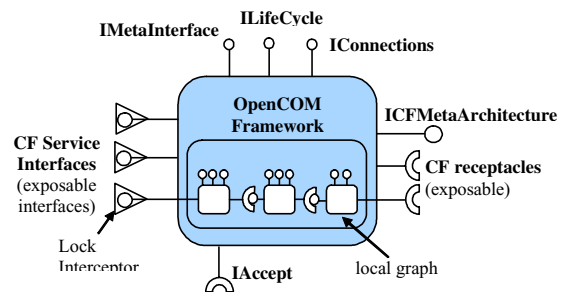 ILifeCycle
IMetaInterface
IConnections
OpenCOM
Framework
ICFMetaArchitecture
CF Service
Interfaces
(exposable
interfaces)
CF receptacles
(exposable)
Lock
Interceptor
IAccept
local graph